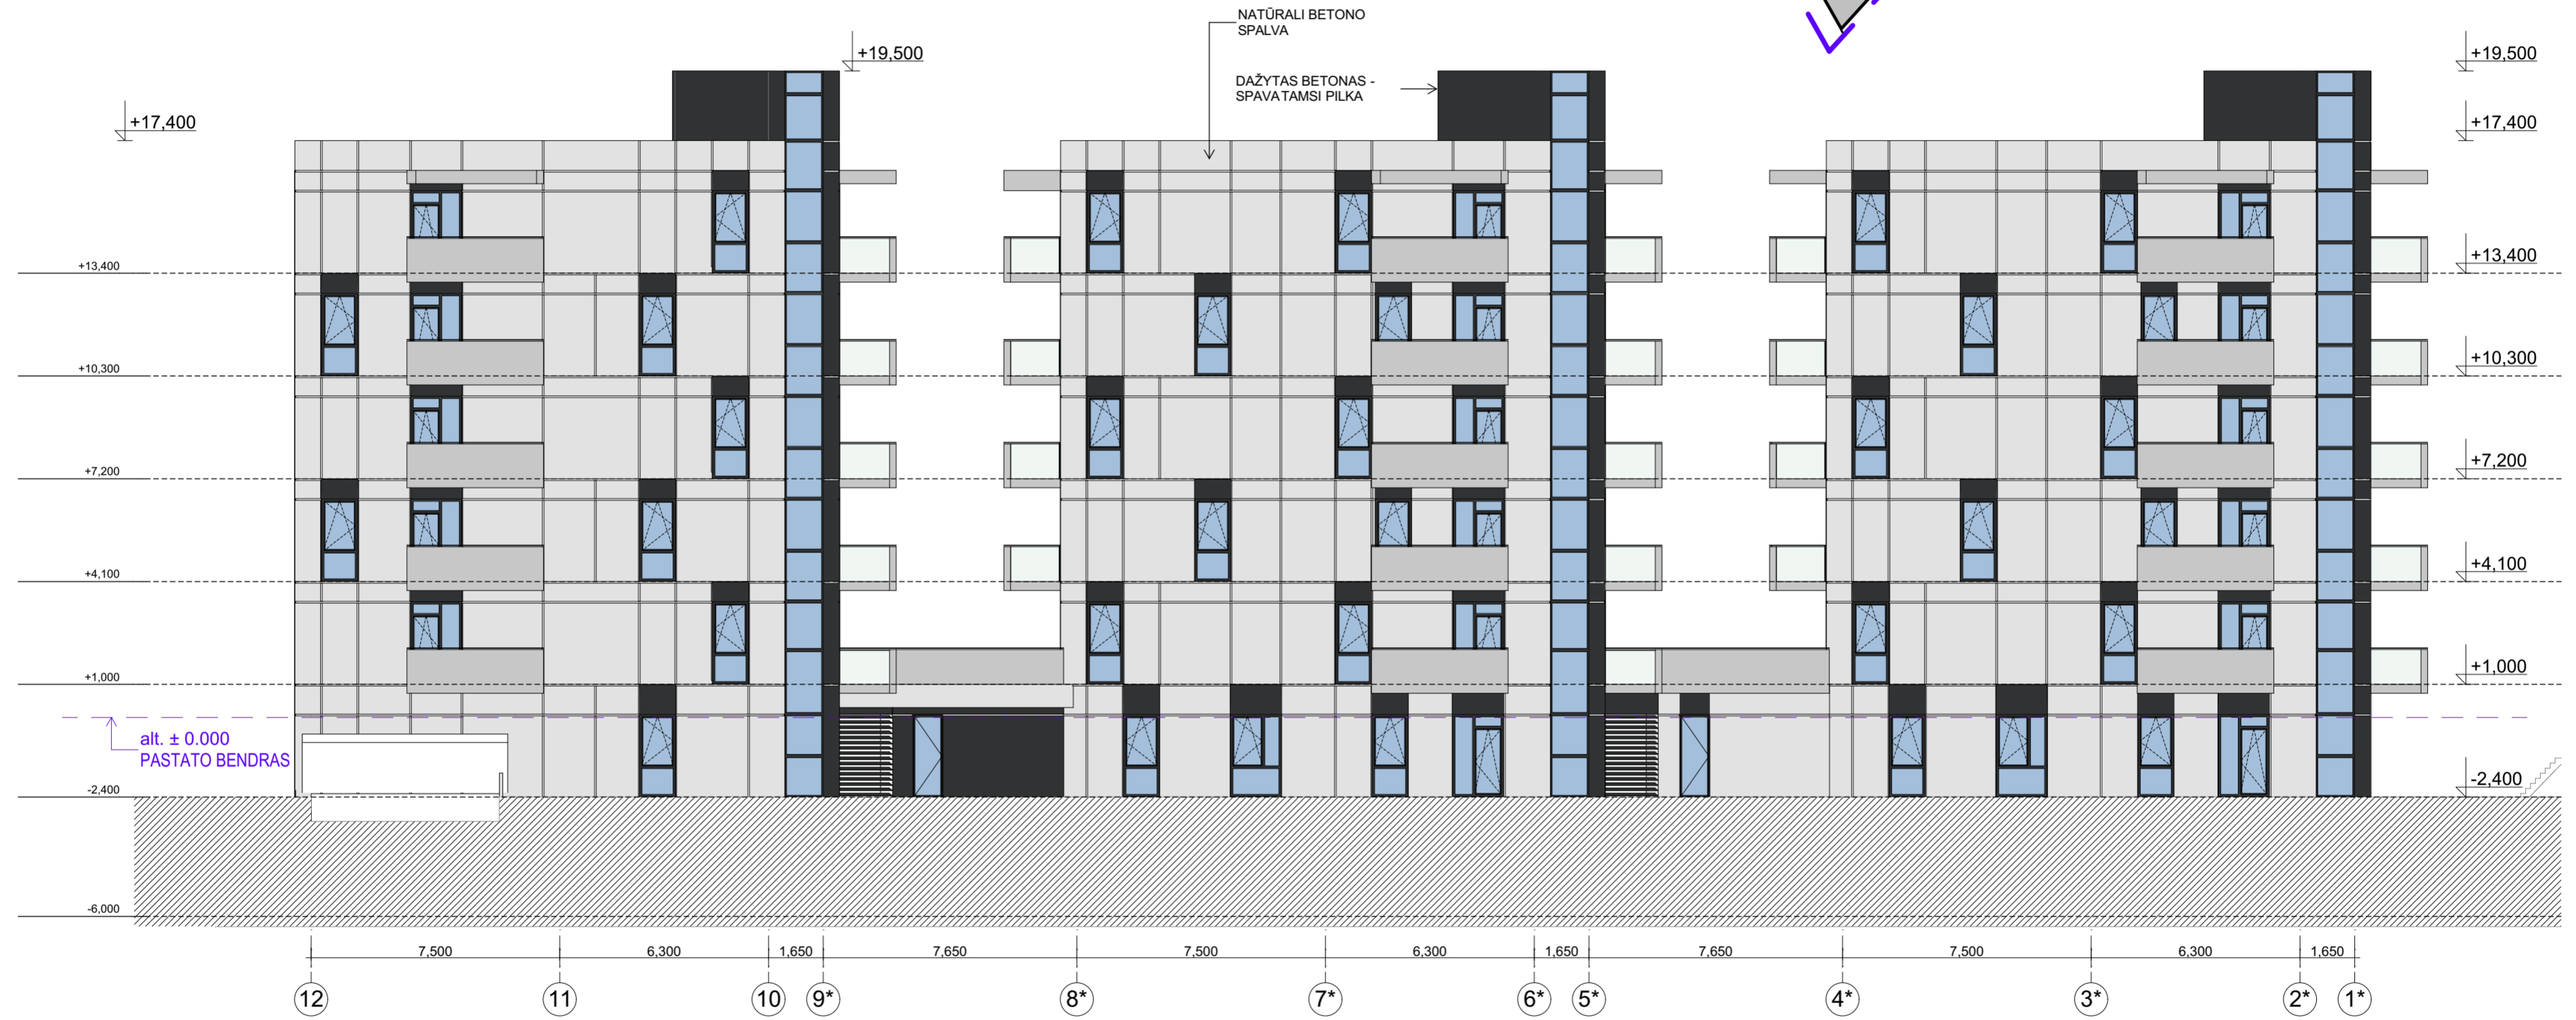 NATŪRALI BETONO
SPALVA
+19,500
+19,500
DAŽYTAS BETONAS -
SPAVATAMSI PILKA
+17,400
+17,400
+13,400
+13,400
+10,300
+10,300
+7,200
+7,200
+4,100
+4,100
+1,000
+1,000
alt. ± 0.000
PASTATO BENDRAS
-2,400
-2,400
-6,000
7,500 6,300 1,650 7,650 7,500 6,300 1,650 7,650 7,500 6,300 1,650
12 11 10 9* 8* 7* 6* 5* 4* 3* 2* 1*